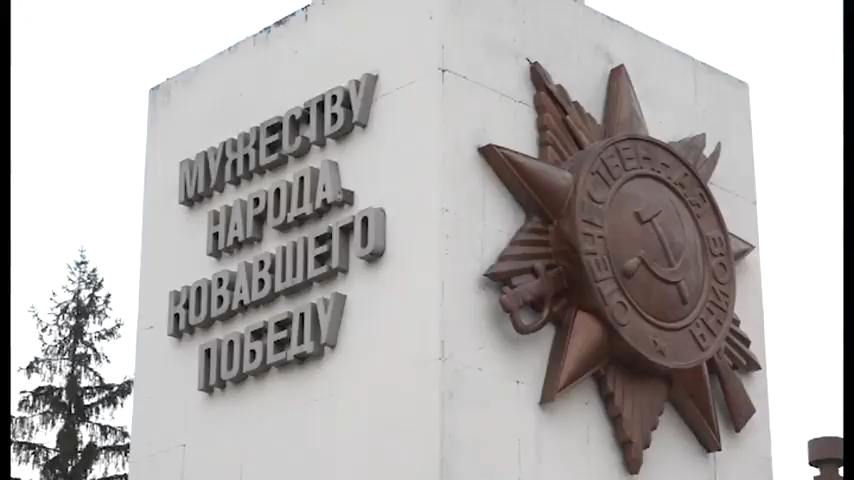 МУЖЕСТВУ
НАРОДА,
КОВАВШЕГО
ПОБЕДУ
ОТЕЧЕСТВЕННАЯ ВОЙНА